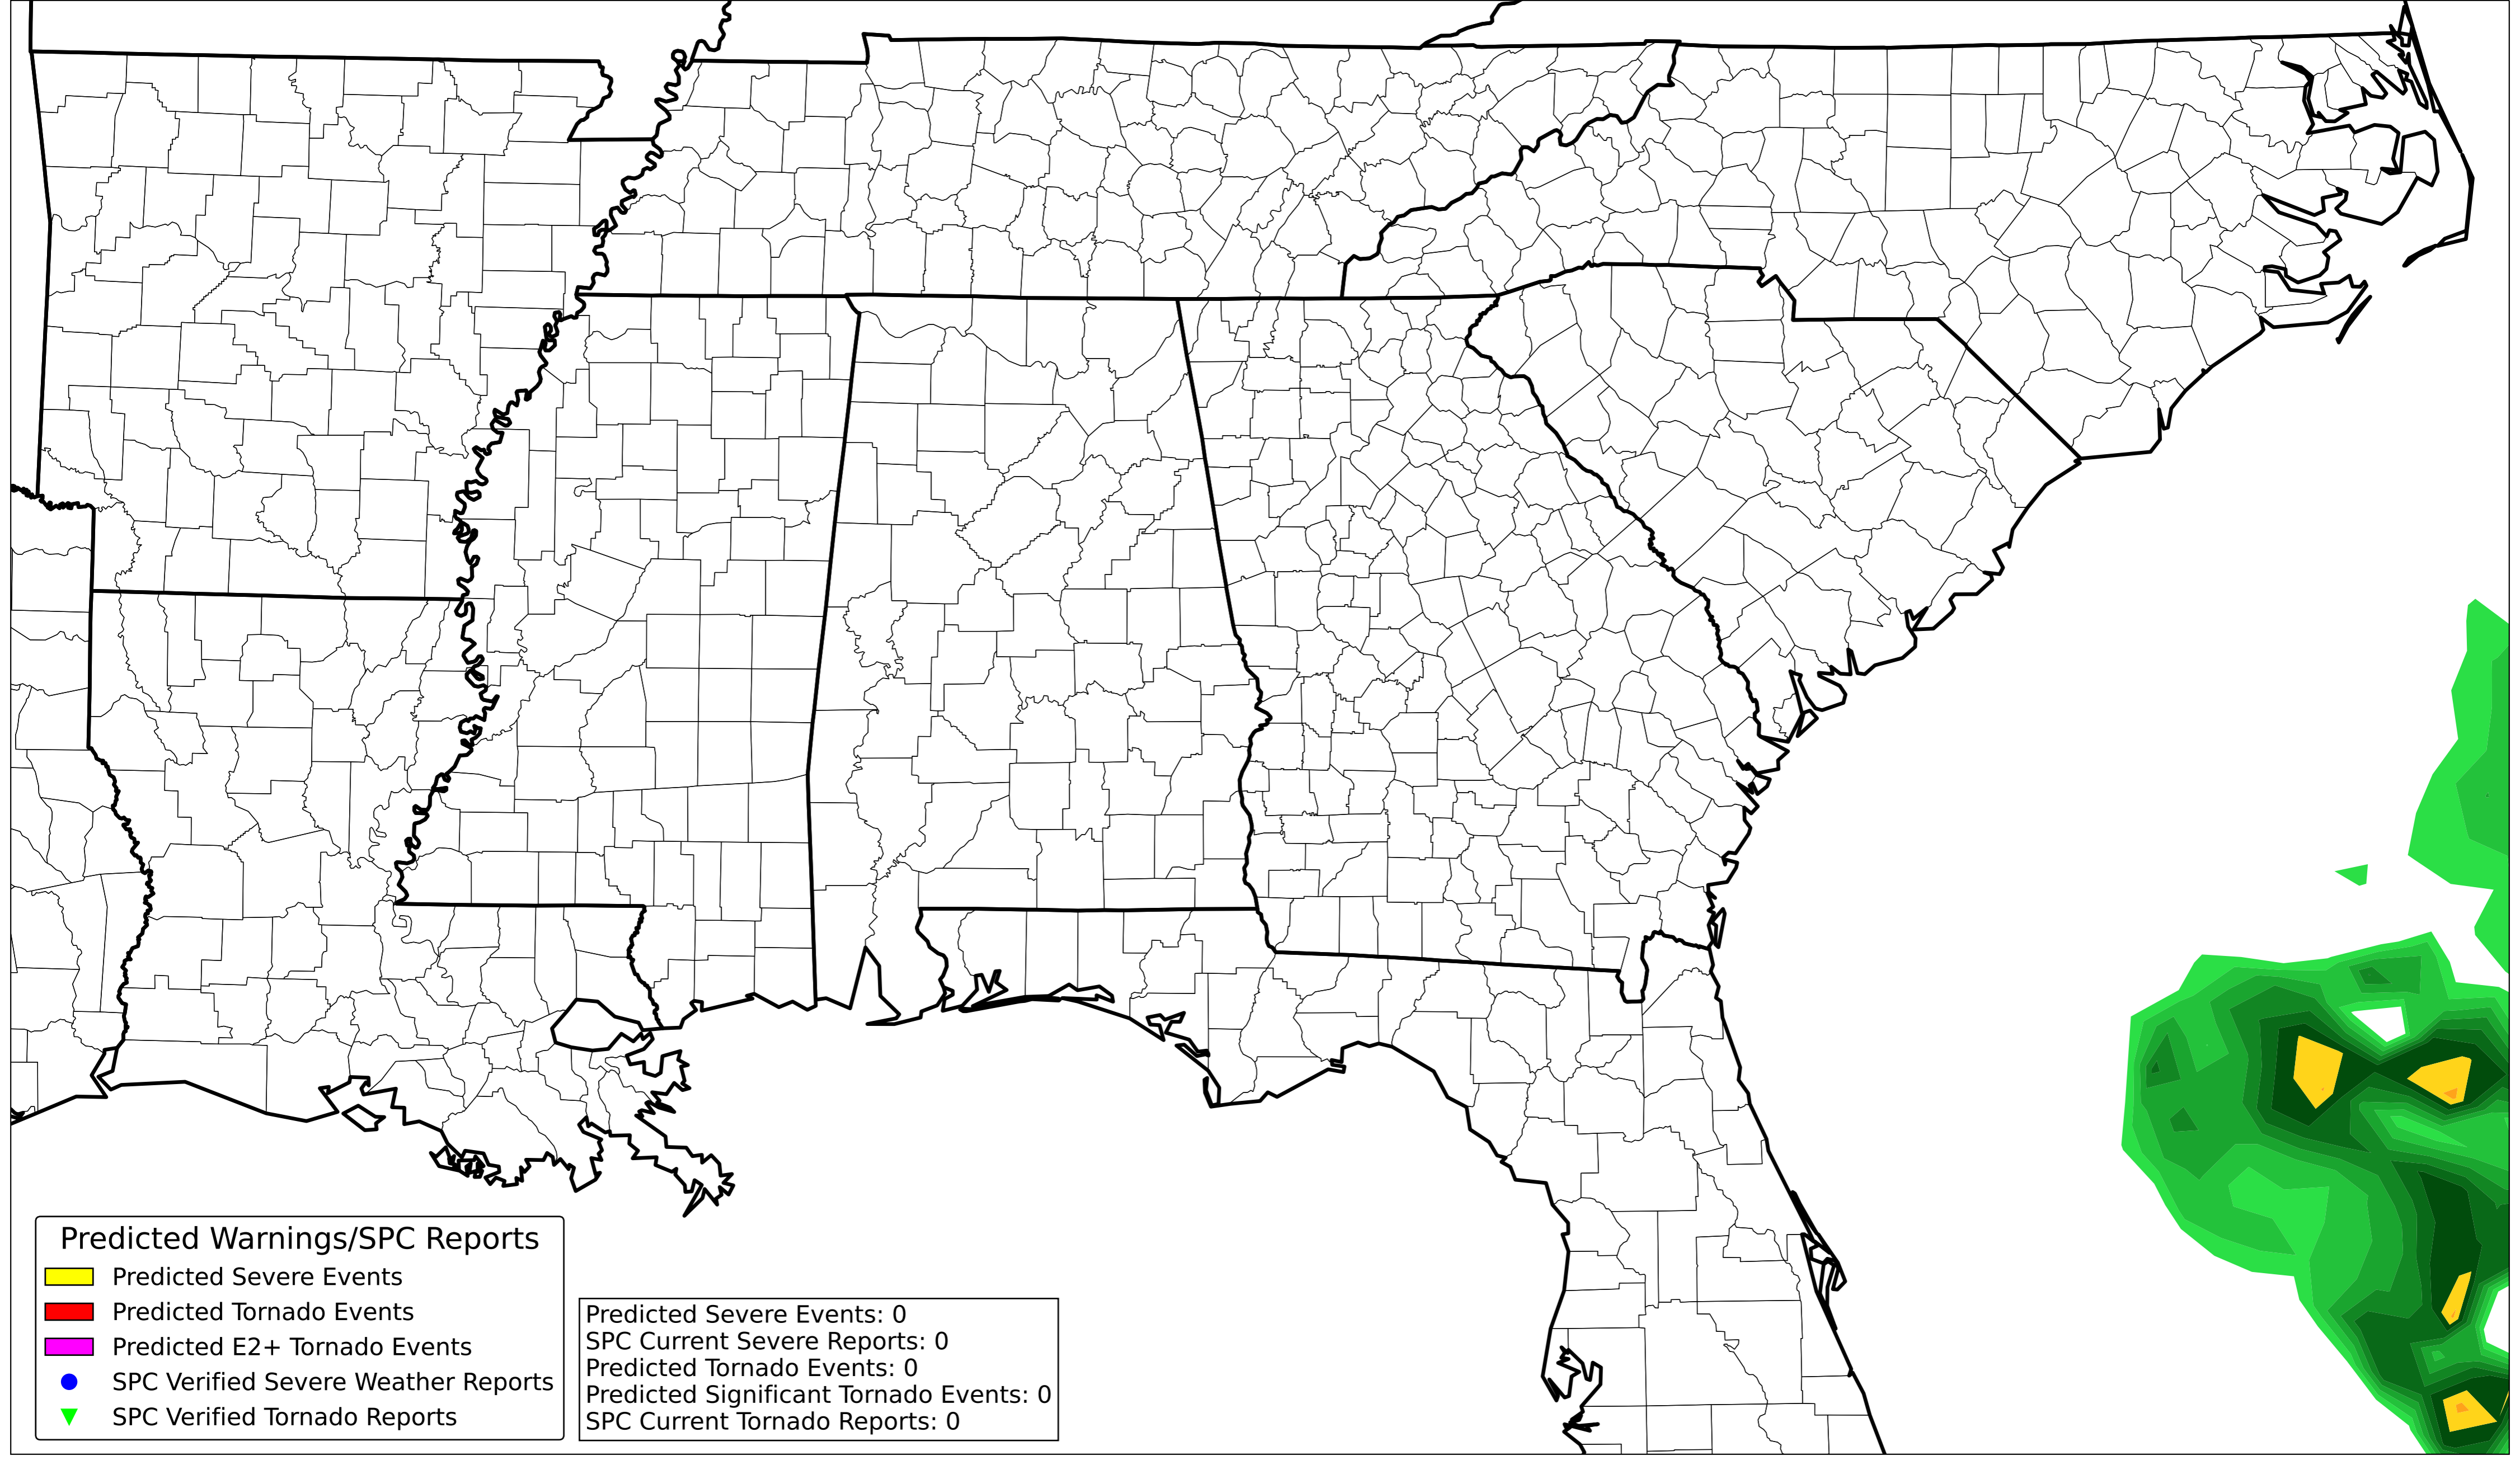 Predicted Warnings/SPC Reports
Predicted Severe Events
Predicted Tornado Events
Predicted E2+ Tornado Events
SPC Verified Severe Weather Reports
SPC Verified Tornado Reports
Predicted Severe Events: 0
SPC Current Severe Reports: 0
Predicted Tornado Events: 0
Predicted Significant Tornado Events: 0
SPC Current Tornado Reports: 0